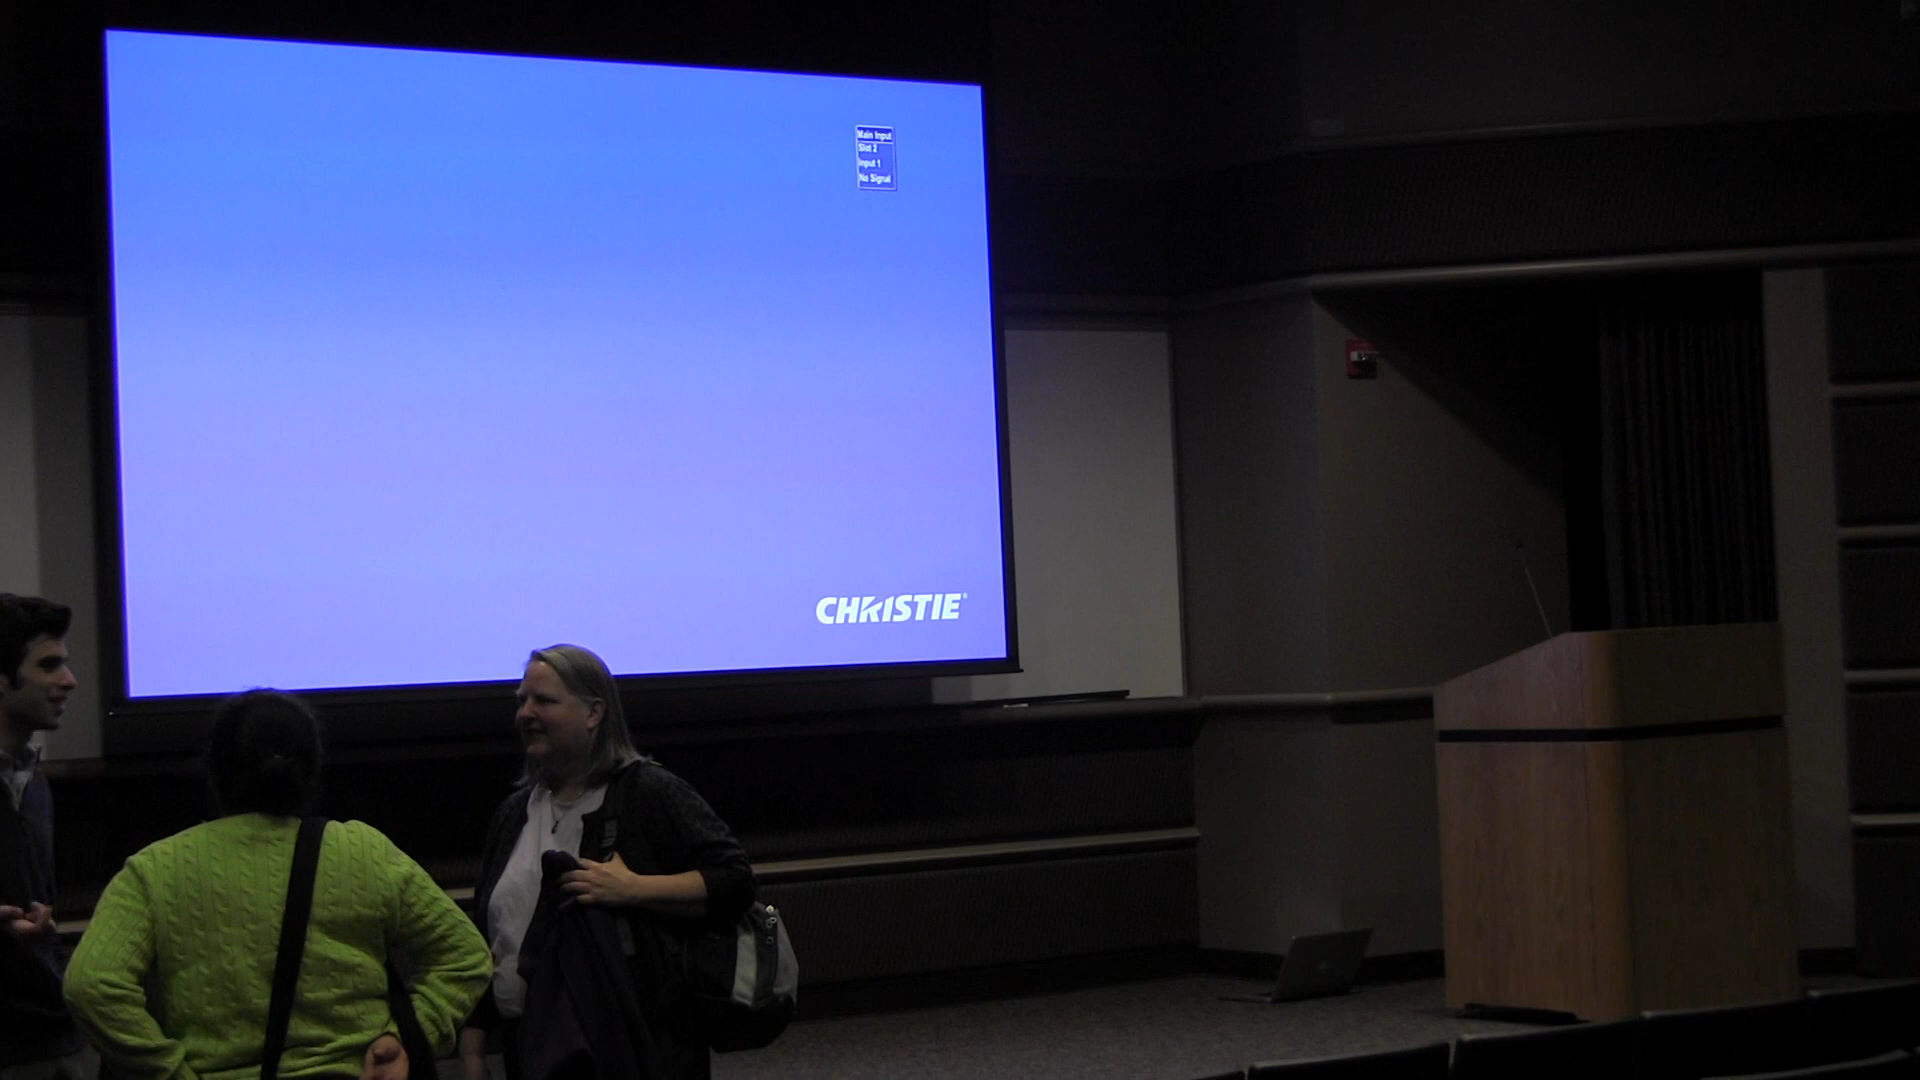 Main Input
Slot 2
Input 1
No Signal
CHRISTIE®